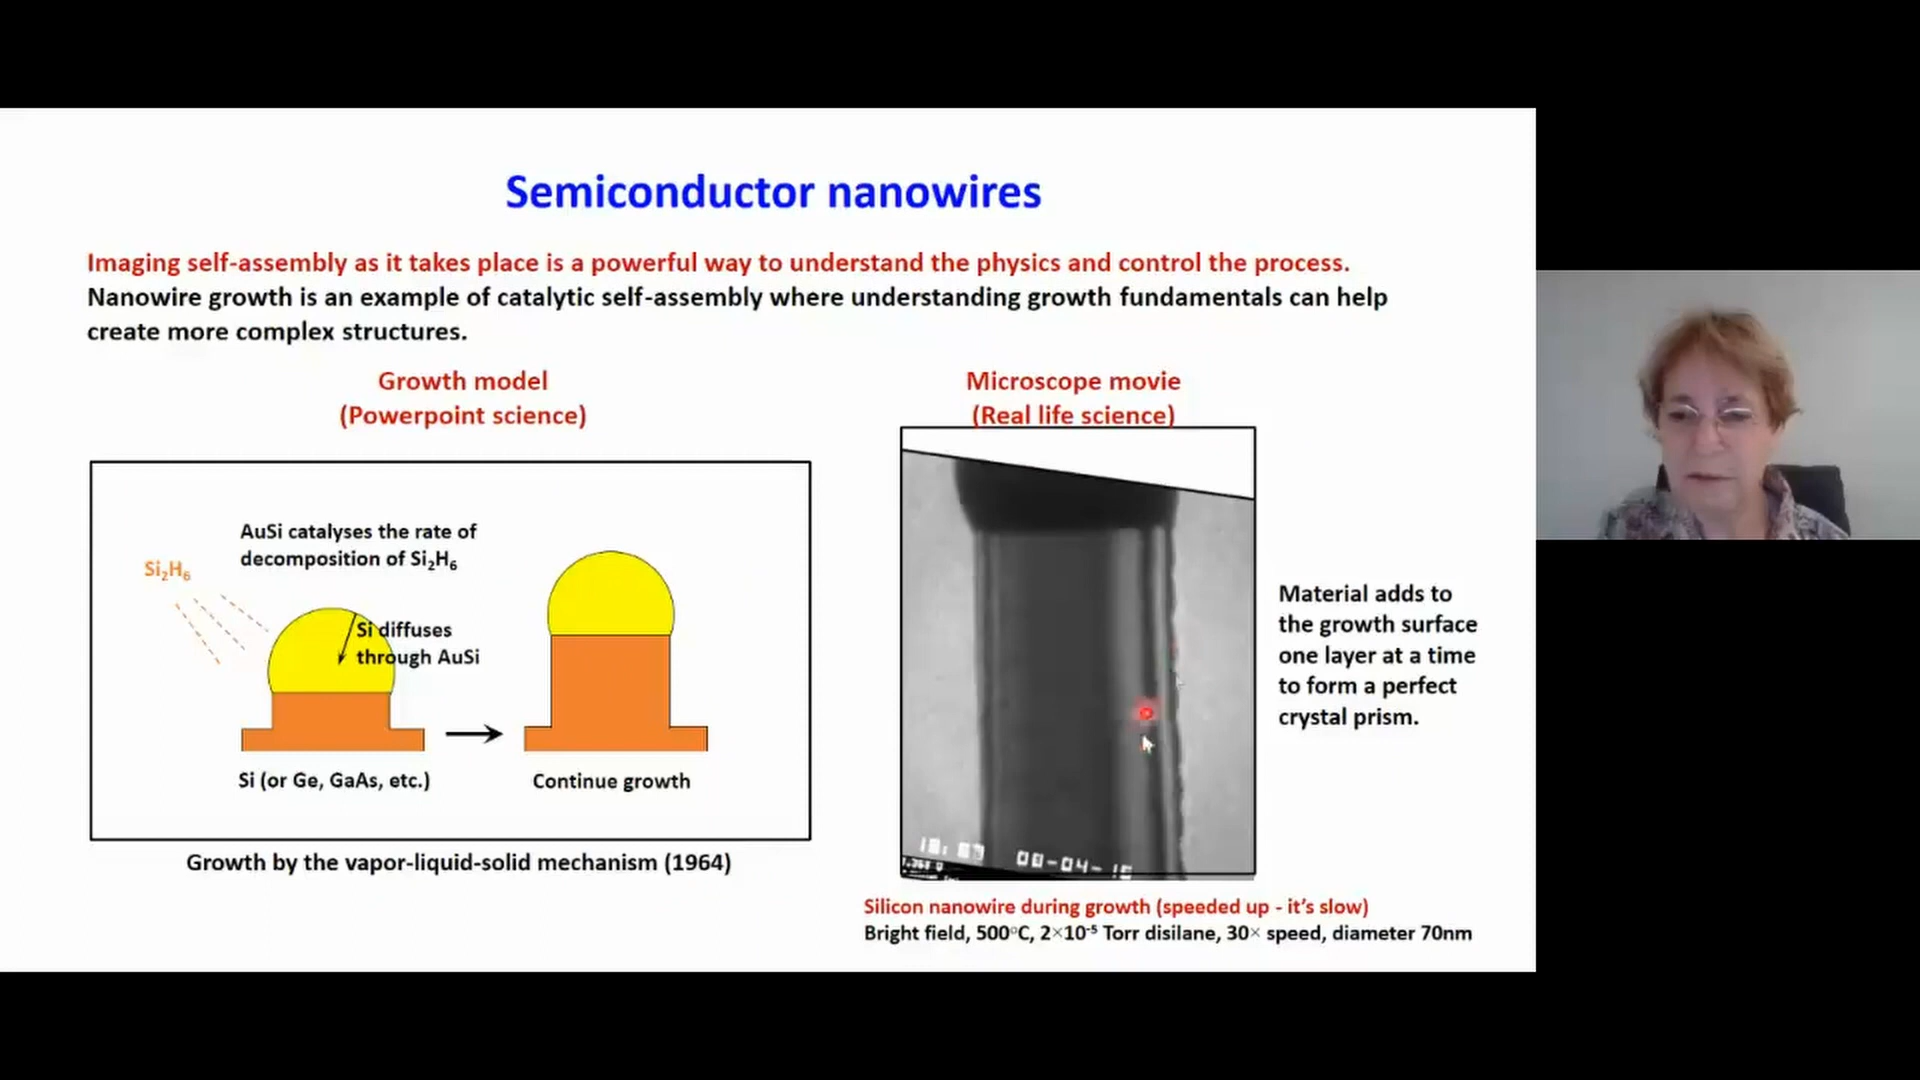 Semiconductor nanowires
Imaging self-assembly as it takes place is a powerful way to understand the physics and control the process.
Nanowire growth is an example of catalytic self-assembly where understanding growth fundamentals can help
create more complex structures.
Growth model
(Powerpoint science)
AuSi catalyses the rate of
decomposition of Si₂H₆
Si₂H₆
Si diffuses
through AuSi
Si (or Ge, GaAs, etc.)
Continue growth
Growth by the vapor-liquid-solid mechanism (1964)
Microscope movie
(Real life science)
00-04-
Material adds to
the growth surface
one layer at a time
to form a perfect
crystal prism.
Silicon nanowire during growth (speeded up - it’s slow)
Bright field, 500°C, 2×10⁻⁵ Torr disilane, 30× speed, diameter 70nm